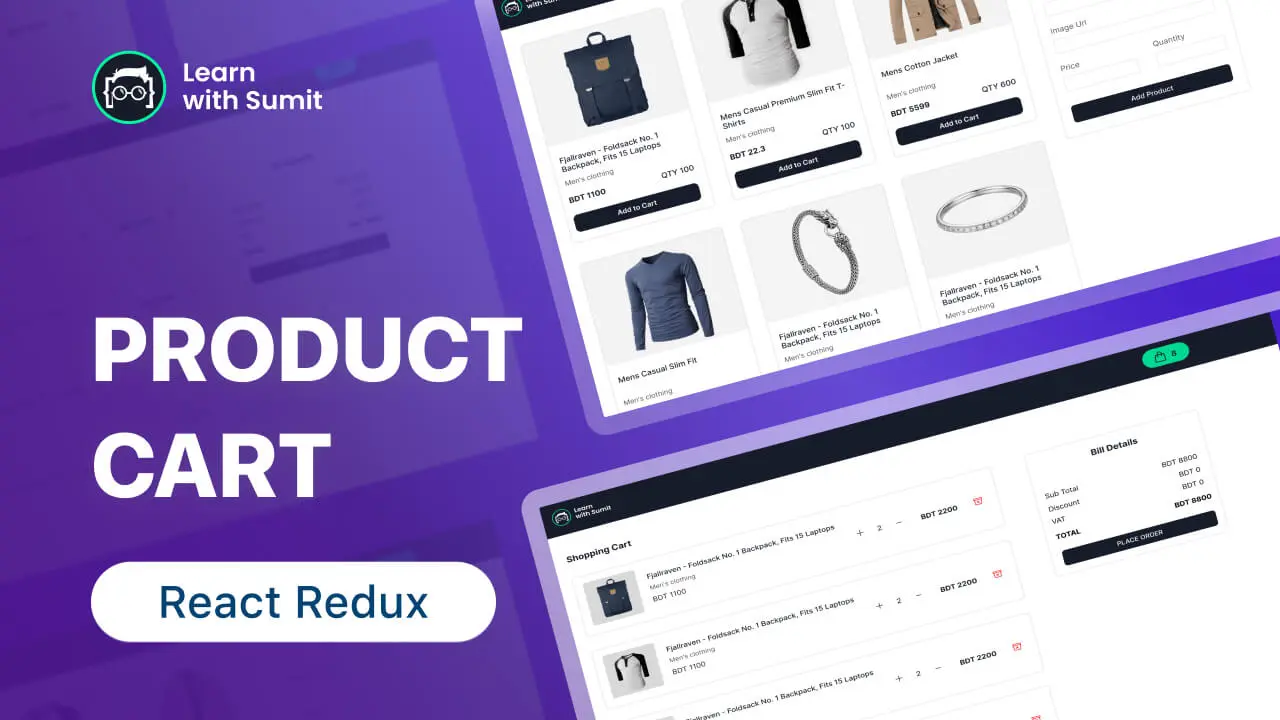 Learn
with Sumit
PRODUCT
CART
React Redux
Fjallraven - Foldsack No. 1
Backpack, Fits 15 Laptops
Men's clothing
BDT 1100
QTY 100
Add to Cart
Mens Casual Premium Slim Fit T-
Shirts
Men's clothing
BDT 22.3
QTY 100
Add to Cart
Mens Cotton Jacket
Men's clothing
BDT 5599
QTY 600
Add to Cart
Image Url
Price
Quantity
Add Product
Mens Casual Slim Fit
Men's clothing
Fjallraven - Foldsack No. 1
Backpack, Fits 15 Laptops
Men's clothing
Fjallraven - Foldsack No. 1
Backpack, Fits 15 Laptops
Men's clothing
8
Learn
with Sumit
Shopping Cart
Fjallraven - Foldsack No. 1 Backpack, Fits 15 Laptops
Men's clothing
BDT 1100
+ 2 −
BDT 2200
Fjallraven - Foldsack No. 1 Backpack, Fits 15 Laptops
Men's clothing
BDT 1100
+ 2 −
BDT 2200
Fjallraven - Foldsack No. 1 Backpack, Fits 15 Laptops
Men's clothing
BDT 1100
+ 2 −
BDT 2200
Bill Details
Sub Total BDT 8800
Discount BDT 0
VAT BDT 0
TOTAL BDT 8800
PLACE ORDER